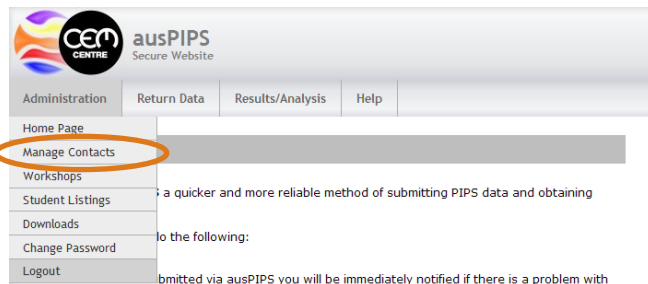 CEM
CENTRE
ausPIPS
Secure Website
Administration Return Data Results/Analysis Help
Home Page
Manage Contacts
Workshops
Student Listings
Downloads
Change Password
Logout
a quicker and more reliable method of submitting PIPS data and obtaining
do the following:
bmitted via ausPIPS you will be immediately notified if there is a problem with